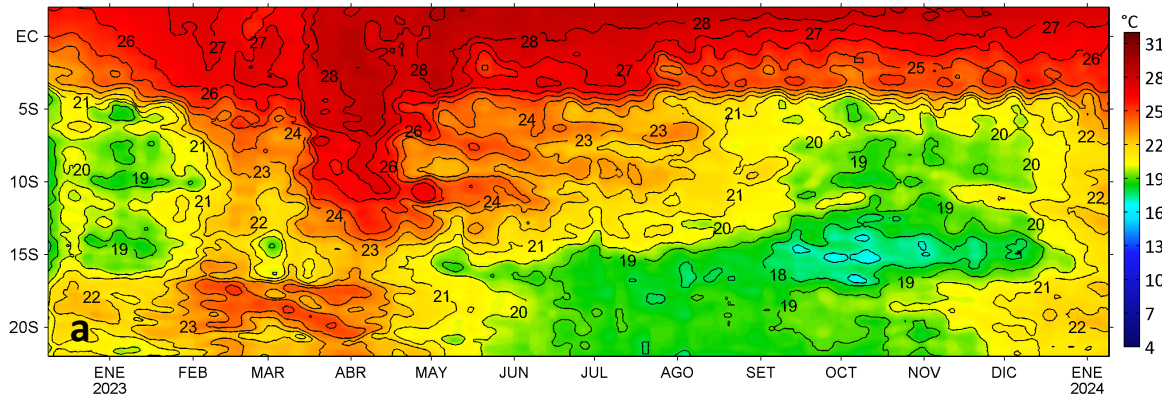 28 °C
27
EC 26 27 27 28 31
26
28 28 27 25 28
26 25
5S 21 24 21 22
24 26 23 20 22
21 23 20 19
20 26 19 20
10S 19 23 16
21 24 21
22 24 19 13
20 20
15S 19 23 21 19 10
18
22 21 19 21 7
20 19
20S a 23 22
4
ENE FEB MAR ABR MAY JUN JUL AGO SET OCT NOV DIC ENE
2023 2024